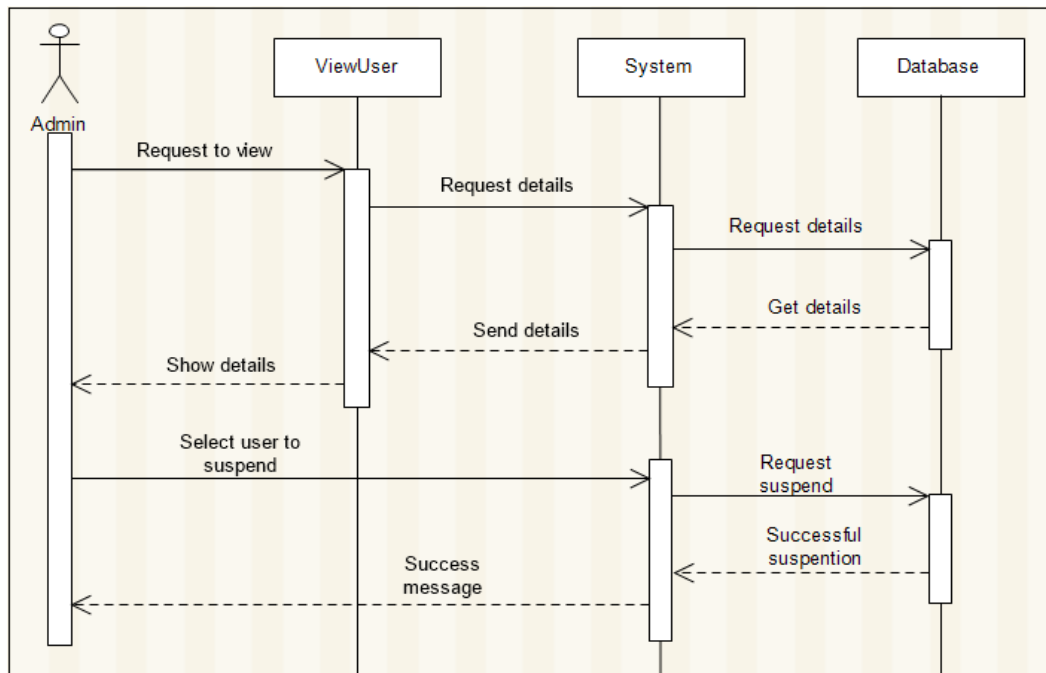 ViewUser
System
Database
Admin
Request to view
Request details
Request details
Get details
Send details
Show details
Select user to
suspend
Request
suspend
Successful
suspention
Success
message